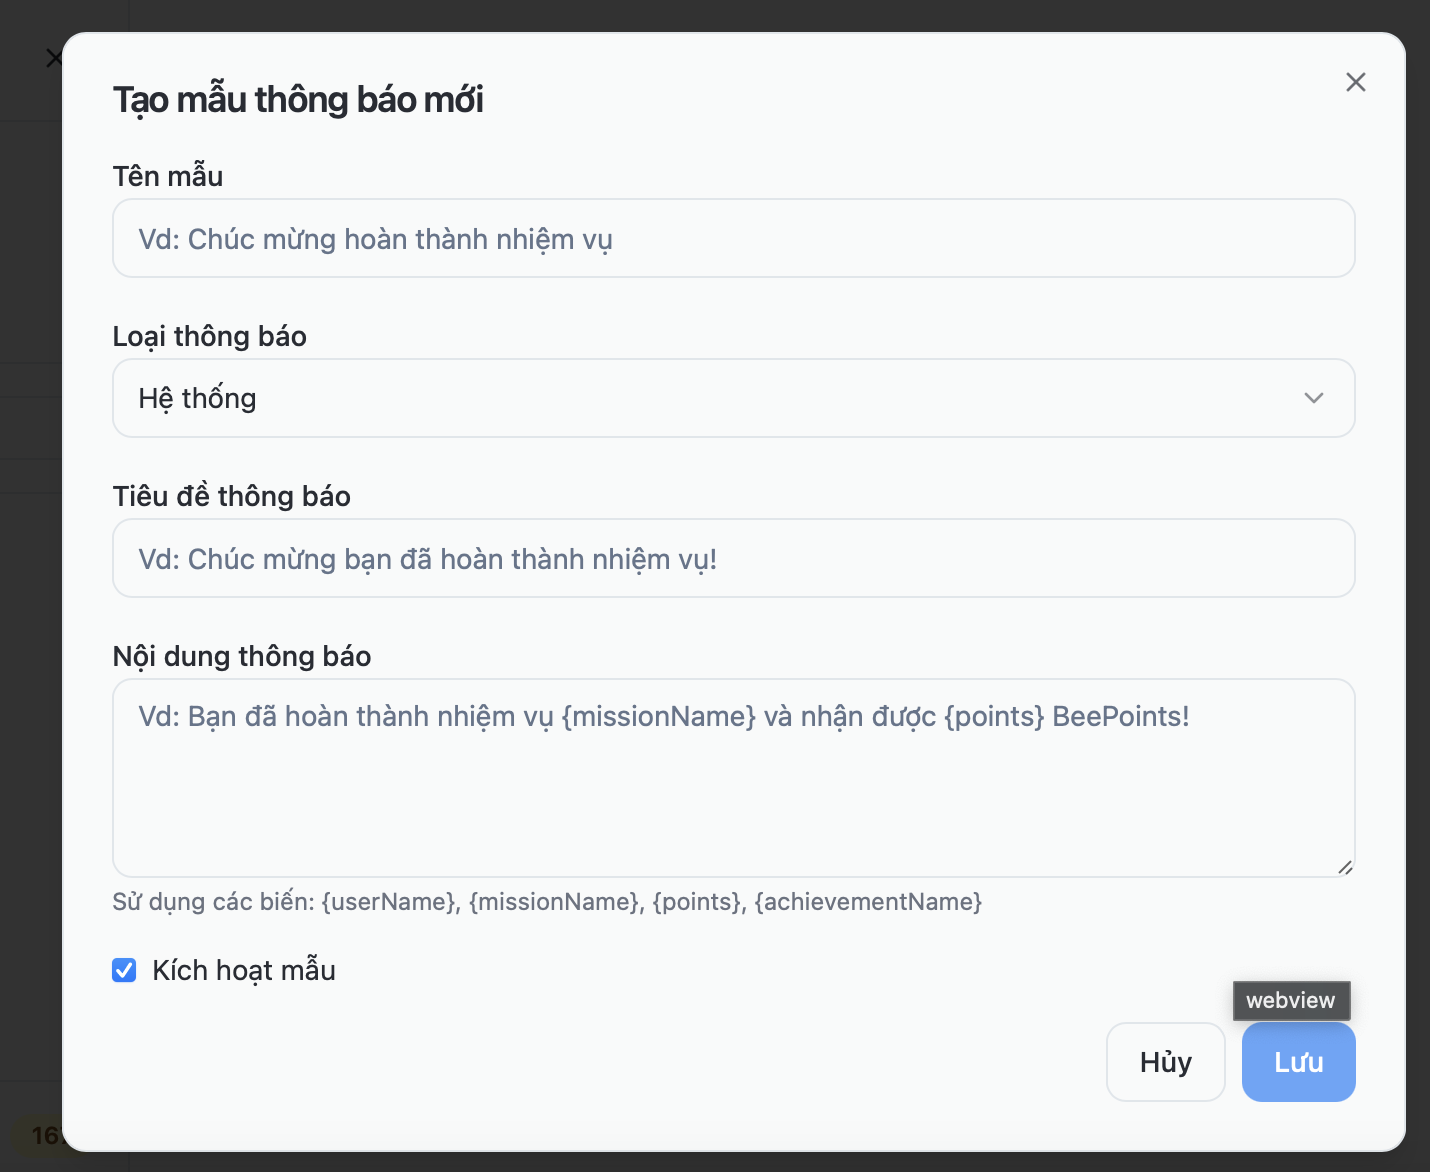 Tạo mẫu thông báo mới
Tên mẫu
Vd: Chúc mừng hoàn thành nhiệm vụ
Loại thông báo
Hệ thống
Tiêu đề thông báo
Vd: Chúc mừng bạn đã hoàn thành nhiệm vụ!
Nội dung thông báo
Vd: Bạn đã hoàn thành nhiệm vụ {missionName} và nhận được {points} BeePoints!
Sử dụng các biến: {userName}, {missionName}, {points}, {achievementName}
Kích hoạt mẫu
webview
Hủy
Lưu